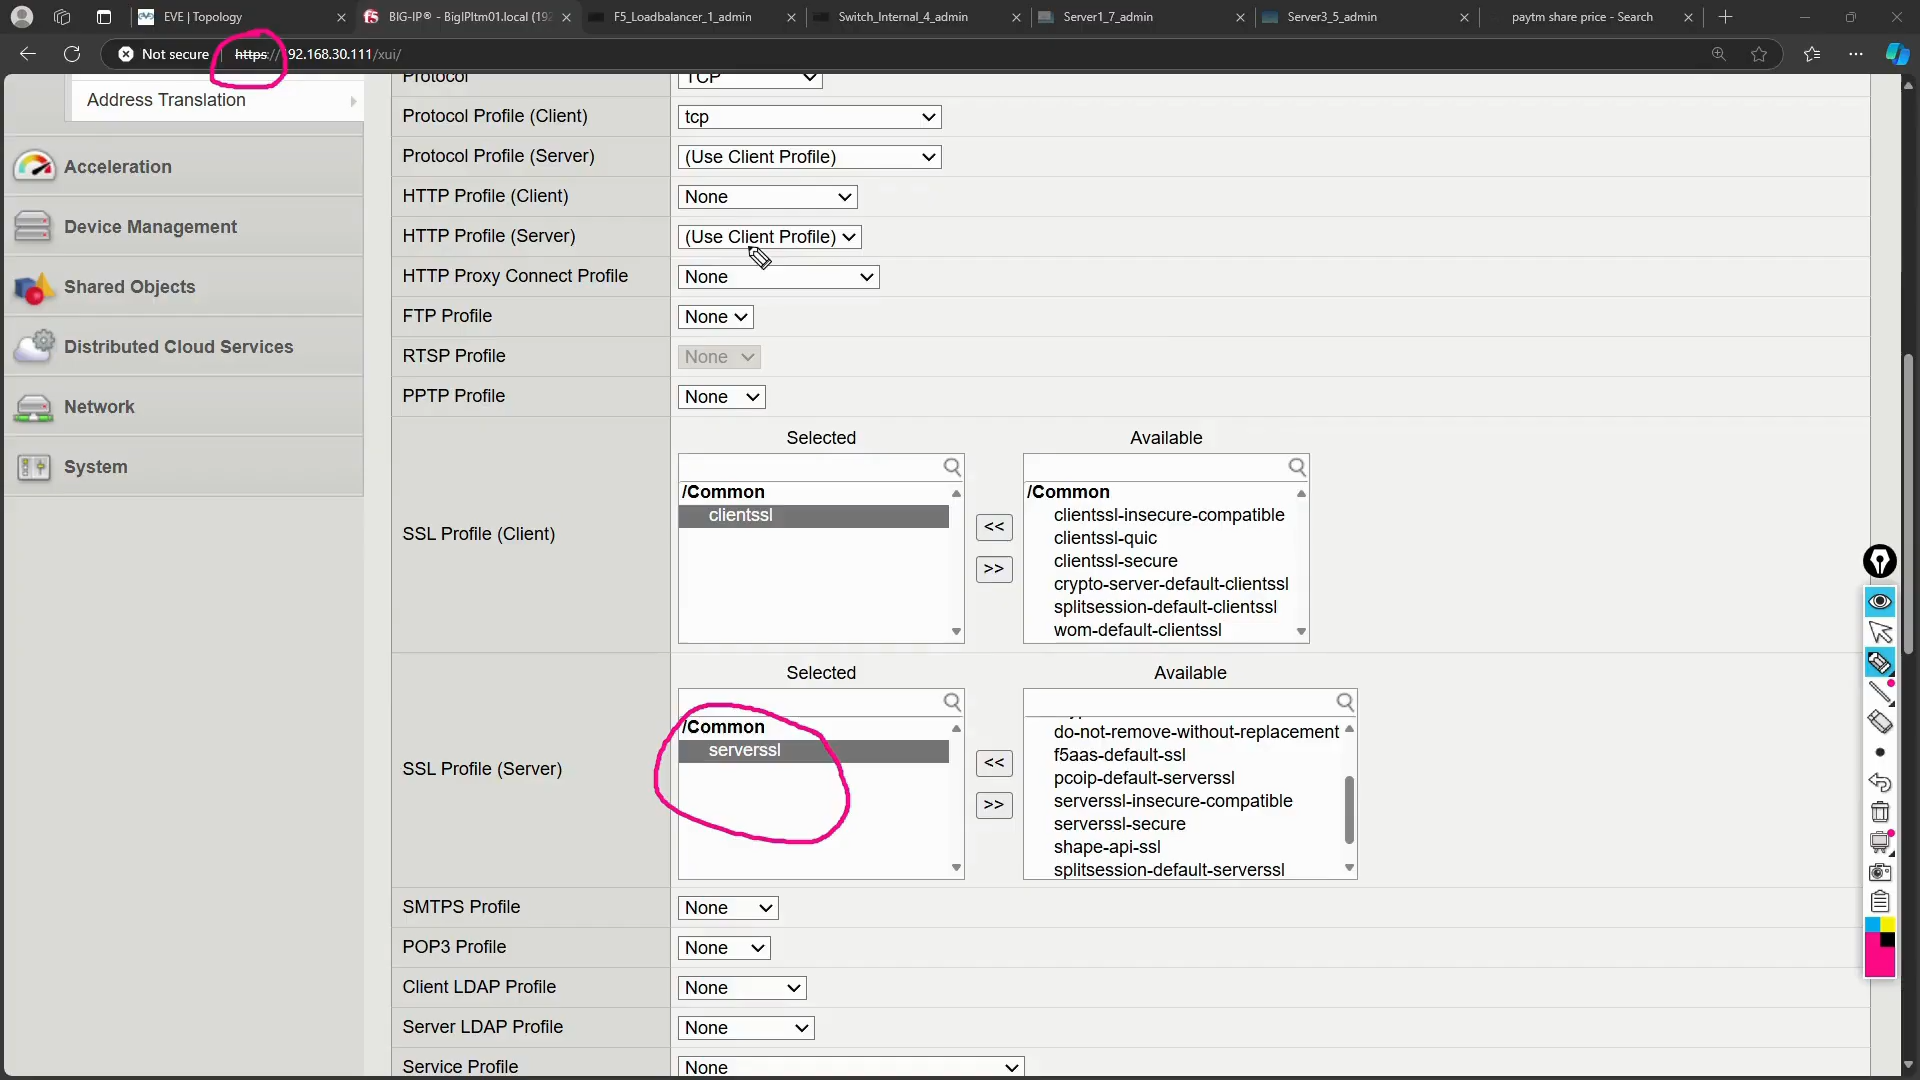 EVE | Topology
BIG-IP® - BigIPltm01.local (192
F5_Loadbalancer_1_admin
Switch_Internal_4_admin
Server1_7_admin
Server3_5_admin
paytm share price - Search
Not secure
https://192.168.30.111/xui/
Address Translation
Acceleration
Device Management
Shared Objects
Distributed Cloud Services
Network
System
Protocol
TCP
Protocol Profile (Client)
tcp
Protocol Profile (Server)
(Use Client Profile)
HTTP Profile (Client)
None
HTTP Profile (Server)
(Use Client Profile)
HTTP Proxy Connect Profile
None
FTP Profile
None
RTSP Profile
None
PPTP Profile
None
SSL Profile (Client)
Selected
/Common
clientssl
<<
>>
Available
/Common
clientssl-insecure-compatible
clientssl-quic
clientssl-secure
crypto-server-default-clientssl
splitsession-default-clientssl
wom-default-clientssl
SSL Profile (Server)
Selected
/Common
serverssl
<<
>>
Available
do-not-remove-without-replacement
f5aas-default-ssl
pcoip-default-serverssl
serverssl-insecure-compatible
serverssl-secure
shape-api-ssl
splitsession-default-serverssl
SMTPS Profile
None
POP3 Profile
None
Client LDAP Profile
None
Server LDAP Profile
None
Service Profile
None